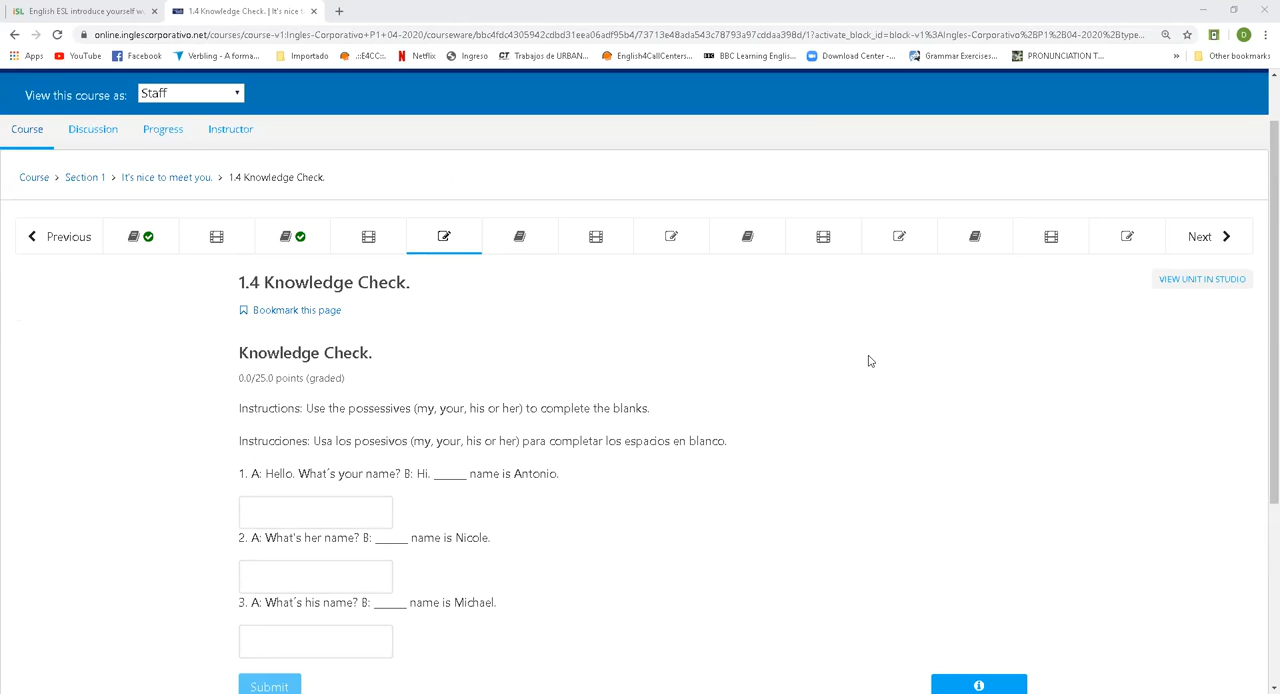 English ESL introduce yourself w
1.4 Knowledge Check. | It's nice t
online.inglescorporativo.net/courses/course-v1:Ingles-Corporativo+P1+04-2020/courseware/bbc4fdc4305942cdbd31eea06adf95b4/73713e48ada543c78793a97cddaa398d/1?activate_block_id=block-v1%3AIngles-Corporativo%2BP1%2B04-2020%2Btype...
D
Apps YouTube Facebook Verbling - A forma... Importado .::E4CC::. Netflix Ingreso CT Trabajos de URBAN... English4CallCenters... BBC Learning Englis... Download Center -... Grammar Exercises... PRONUNCIATION T... » Other bookmarks
View this course as: Staff
Course Discussion Progress Instructor
Course > Section 1 > It's nice to meet you. > 1.4 Knowledge Check.
Previous Next
1.4 Knowledge Check.
VIEW UNIT IN STUDIO
Bookmark this page
Knowledge Check.
0.0/25.0 points (graded)
Instructions: Use the possessives (my, your, his or her) to complete the blanks.
Instrucciones: Usa los posesivos (my, your, his or her) para completar los espacios en blanco.
1. A: Hello. What´s your name? B: Hi. ______ name is Antonio.
2. A: What's her name? B: ______ name is Nicole.
3. A: What´s his name? B: ______ name is Michael.
Submit